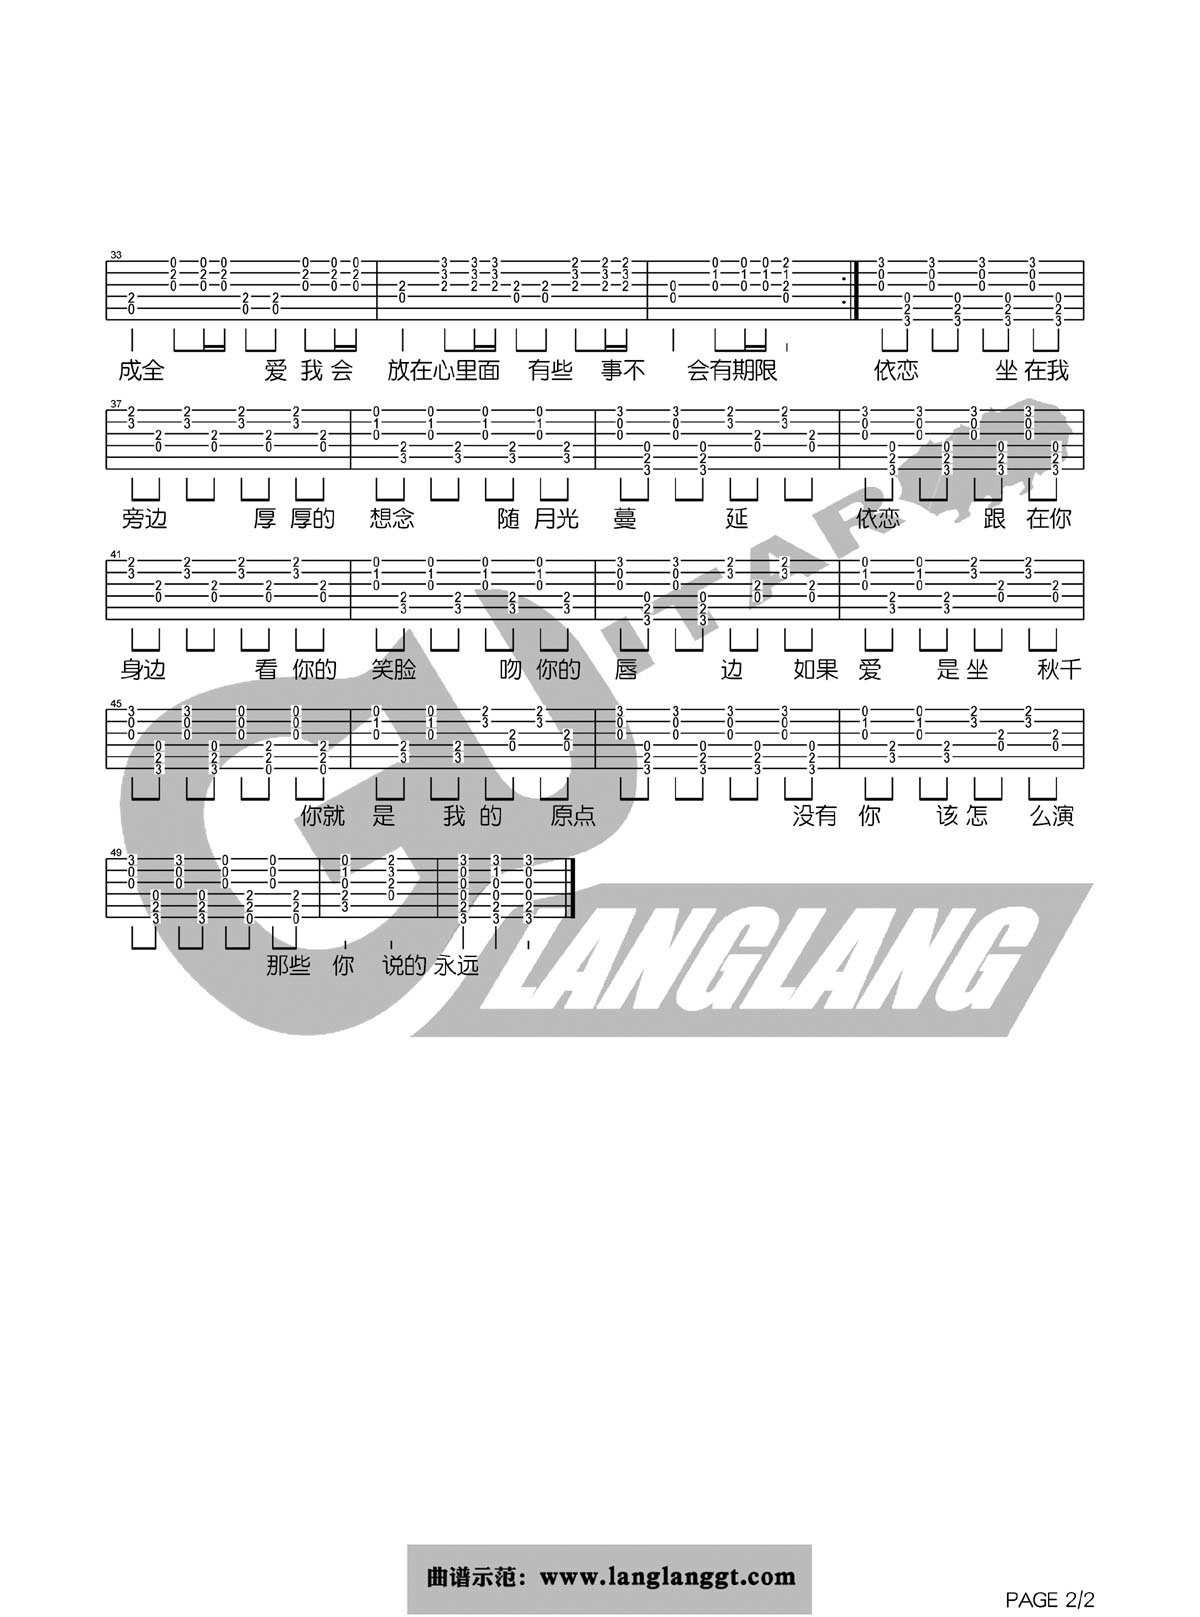 33
成全 爱我会 放在心里面 有些 事不 会有期限 依恋 坐在我
37
旁边 厚厚的 想念 随月光 蔓 延 依恋 跟在你
41
身边 看你的 笑脸 吻你的 唇 边 如果 爱 是坐 秋千
45
你就 是 我 的 原点 没有 你 该怎 么演
49
那些 你 说的 永远
GUITAR
LANGLANG
曲谱示范：www.langlanggt.com
PAGE 2/2